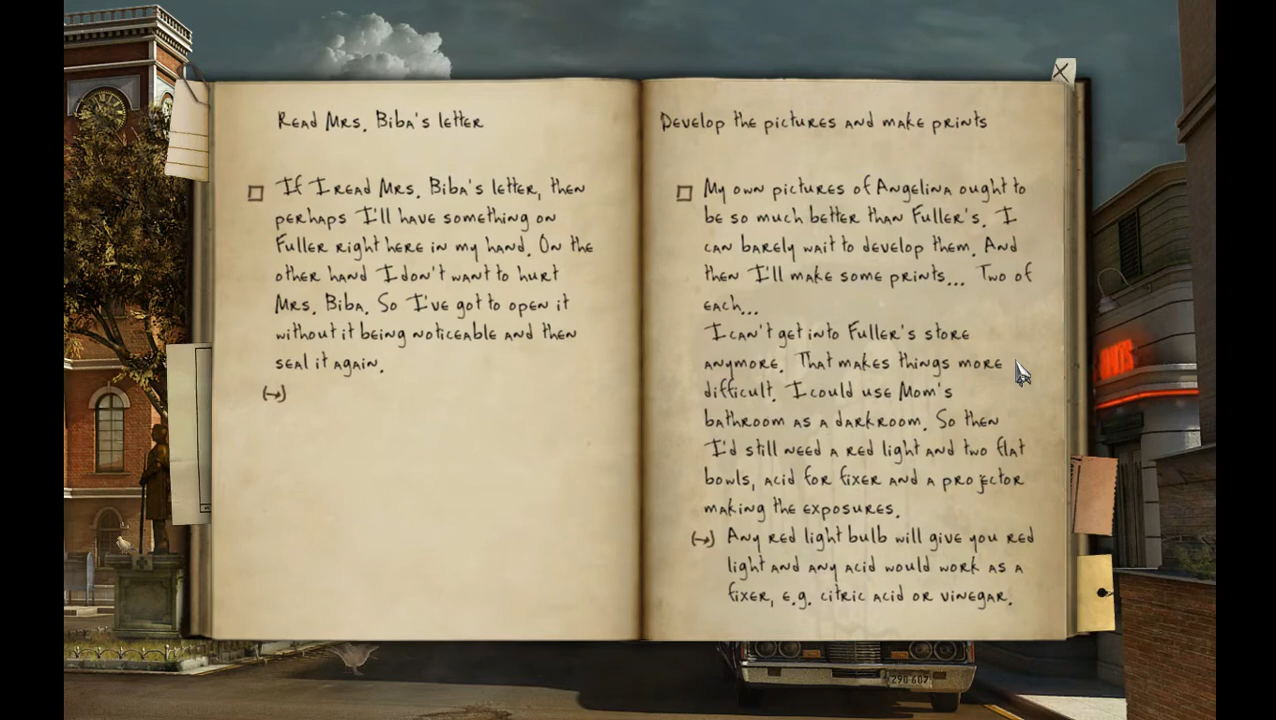 Read Mrs. Biba's letter
If I read Mrs. Biba's letter, then
perhaps I'll have something on
Fuller right here in my hand. On the
other hand I don't want to hurt
Mrs. Biba. So I've got to open it
without it being noticeable and then
seal it again.
(→)
Develop the pictures and make prints
X
My own pictures of Angelina ought to
be so much better than Fuller's. I
can barely wait to develop them. And
then I'll make some prints... Two of
each...
I can't get into Fuller's store
anymore. That makes things more
difficult. I could use Mom's
bathroom as a darkroom. So then
I'd still need a red light and two flat
bowls, acid for fixer and a projector
making the exposures.
(→) Any red light bulb will give you red
light and any acid would work as a
fixer, e.g. citric acid or vinegar.
290 607